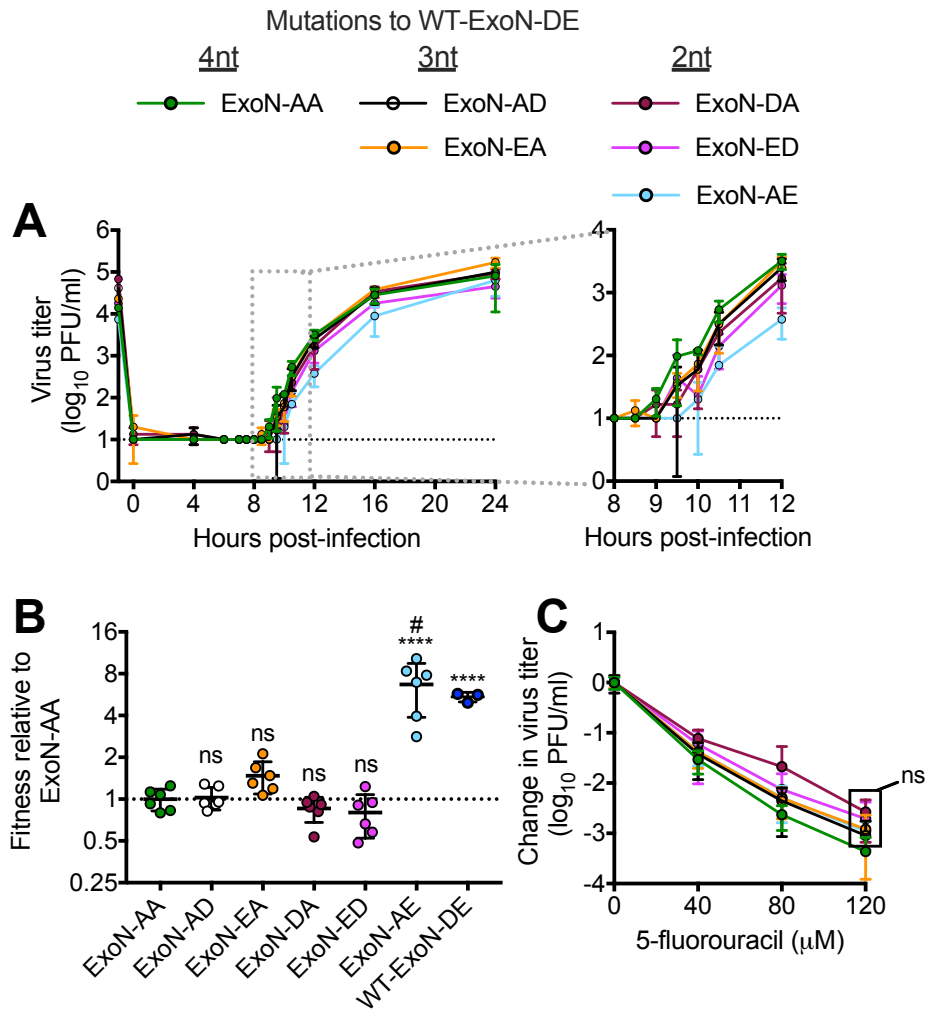 Mutations to WT-ExoN-DE
4nt 3nt 2nt
ExoN-AA ExoN-AD ExoN-DA
ExoN-EA ExoN-ED
ExoN-AE
A
Virus titer
(log10 PFU/ml)
6
5
4
3
2
1
0
0 4 8 12 16 20 24
Hours post-infection
4
3
2
1
0
8 9 10 11 12
Hours post-infection
B
Fitness relative to
ExoN-AA
16
8
4
2
1
0.5
0.25
ns
ns
ns
ns
#
****
****
ExoN-AA
ExoN-AD
ExoN-EA
ExoN-DA
ExoN-ED
ExoN-AE
WT-ExoN-DE
C
Change in virus titer
(log10 PFU/ml)
1
0
-1
-2
-3
-4
ns
0 40 80 120
5-fluorouracil (μM)